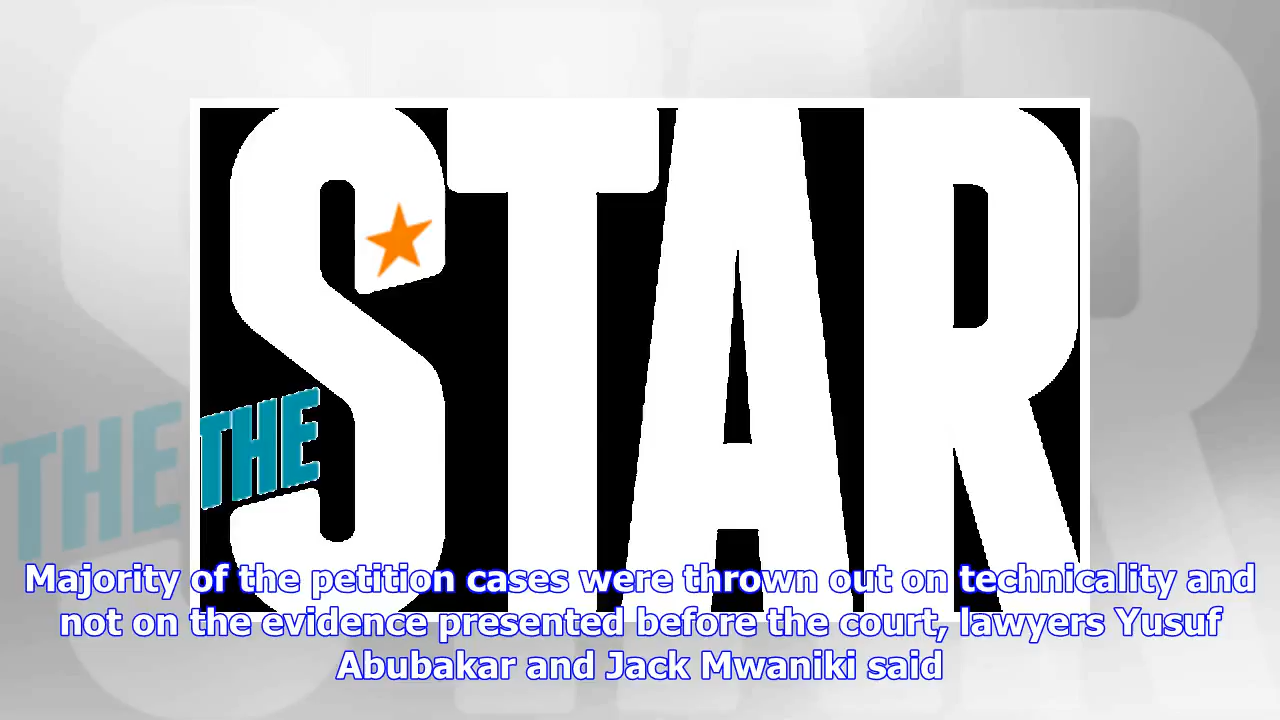 THE STAR
Majority of the petition cases were thrown out on technicality and
not on the evidence presented before the court, lawyers Yusuf
Abubakar and Jack Mwaniki said